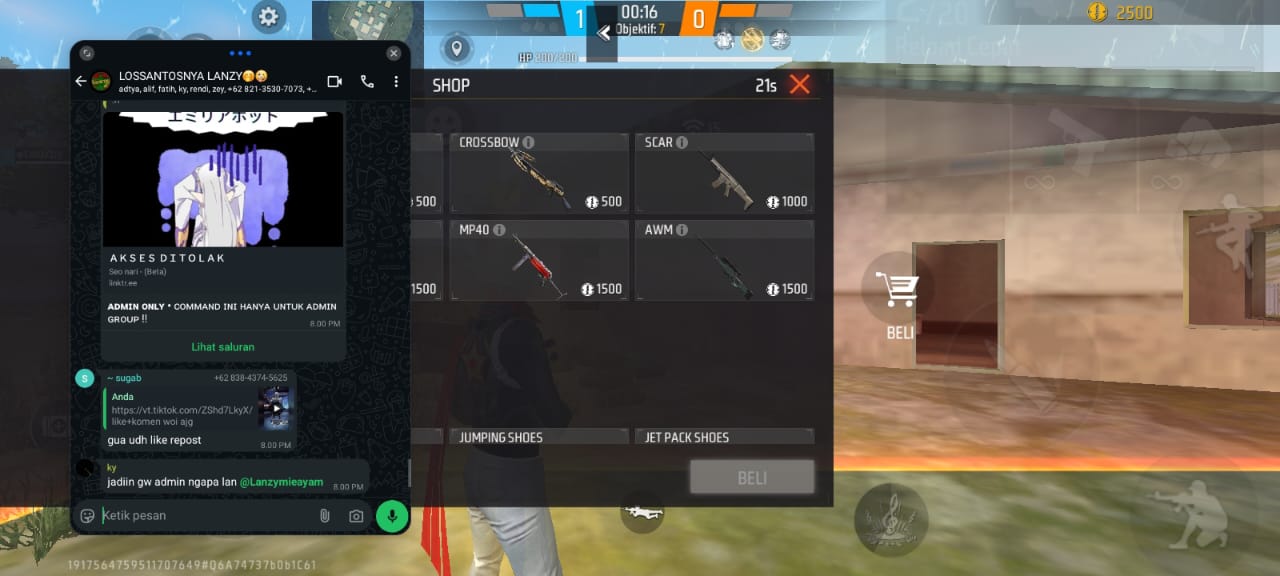 LOSSANTOSNYA LANZY🤭🥱
adtya, alif, fatih, ky, rendi, zey, +62 821-3530-7073, +..
エミリアボット
A K S E S D I T O L A K
Seo nari - (Beta)
linktr.ee
ADMIN ONLY • COMMAND INI HANYA UNTUK ADMIN
GROUP !!
8.00 PM
Lihat saluran
S
~ sugab +62 838-4374-5625
Anda
https://vt.tiktok.com/ZShd7LkyX/
like+komen woi ajg
gua udh like repost
8.00 PM
ky
jadiin gw admin ngapa lan @Lanzymieayam
8.00 PM
Ketik pesan
1 00:16 0
Objektif: 7
HP 200/200
2500
SHOP 21s
500
CROSSBOW
500
SCAR
1000
1500
MP40
1500
AWM
1500
JUMPING SHOES
JET PACK SHOES
BELI
BELI